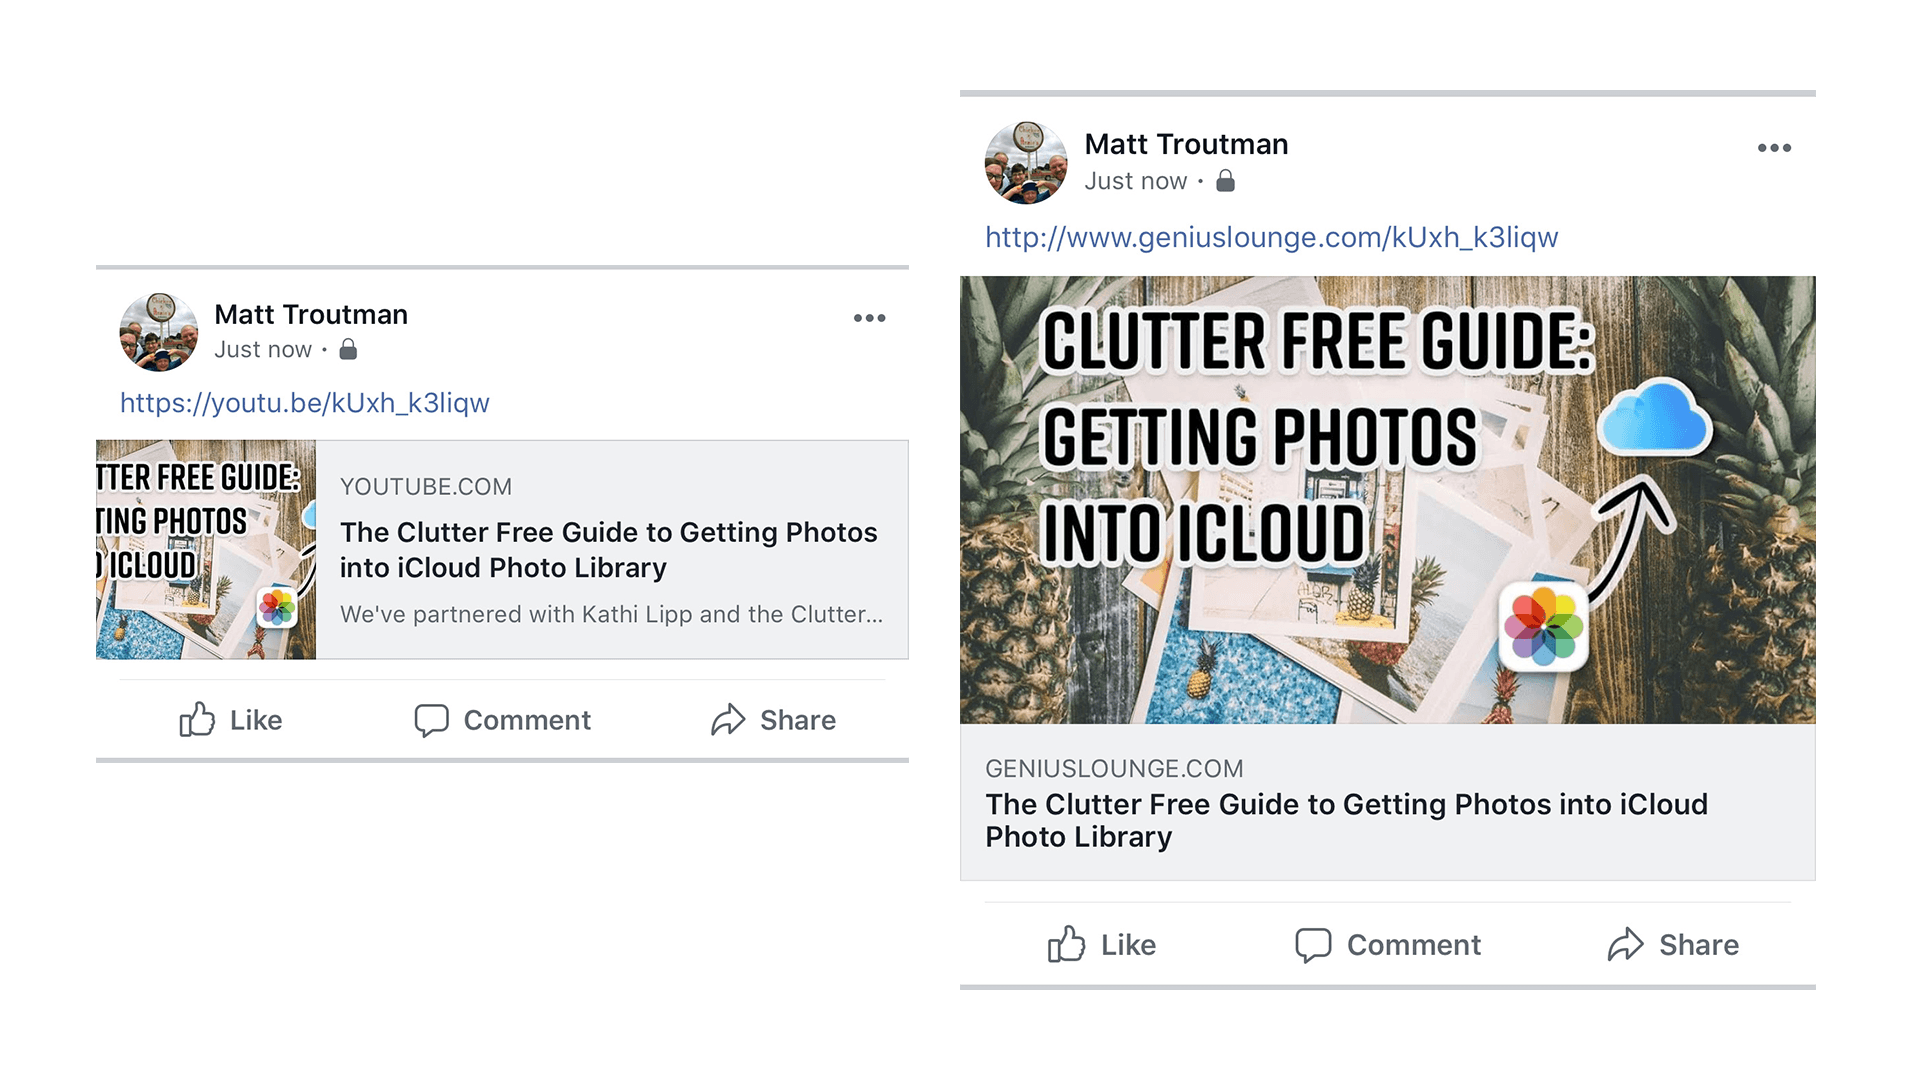 Matt Troutman
Just now ·
https://youtu.be/kUxh_k3liqw
TTER FREE GUIDE:
TING PHOTOS
ICLOUD
YOUTUBE.COM
The Clutter Free Guide to Getting Photos
into iCloud Photo Library
We've partnered with Kathi Lipp and the Clutter...
Like
Comment
Share
Matt Troutman
Just now ·
http://www.geniuslounge.com/kUxh_k3liqw
CLUTTER FREE GUIDE:
GETTING PHOTOS
INTO ICLOUD
GENIUSLOUNGE.COM
The Clutter Free Guide to Getting Photos into iCloud
Photo Library
Like
Comment
Share